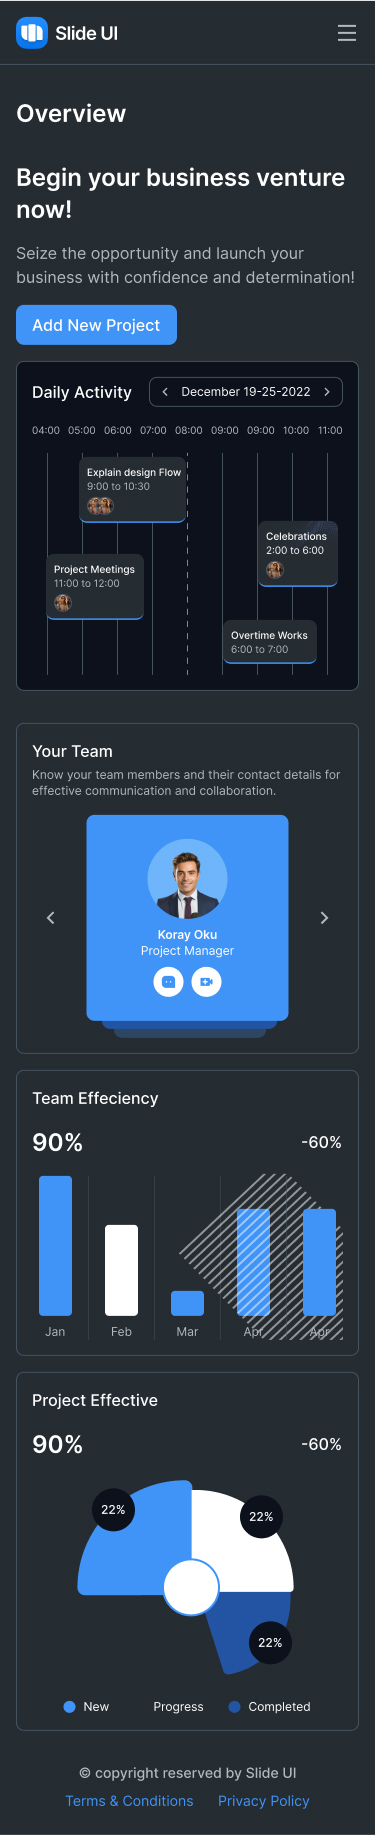 Slide UI
Overview
Begin your business venture
now!
Seize the opportunity and launch your
business with confidence and determination!
Add New Project
Daily Activity
December 19-25-2022
04:00 05:00 06:00 07:00 08:00 09:00 09:00 10:00 11:00
Explain design Flow
9:00 to 10:30
Celebrations
2:00 to 6:00
Project Meetings
11:00 to 12:00
Overtime Works
6:00 to 7:00
Your Team
Know your team members and their contact details for
effective communication and collaboration.
Koray Oku
Project Manager
Team Effeciency
90% -60%
Jan Feb Mar Apr Apr
Project Effective
90% -60%
22%
22%
22%
New Progress Completed
© copyright reserved by Slide UI
Terms & Conditions Privacy Policy